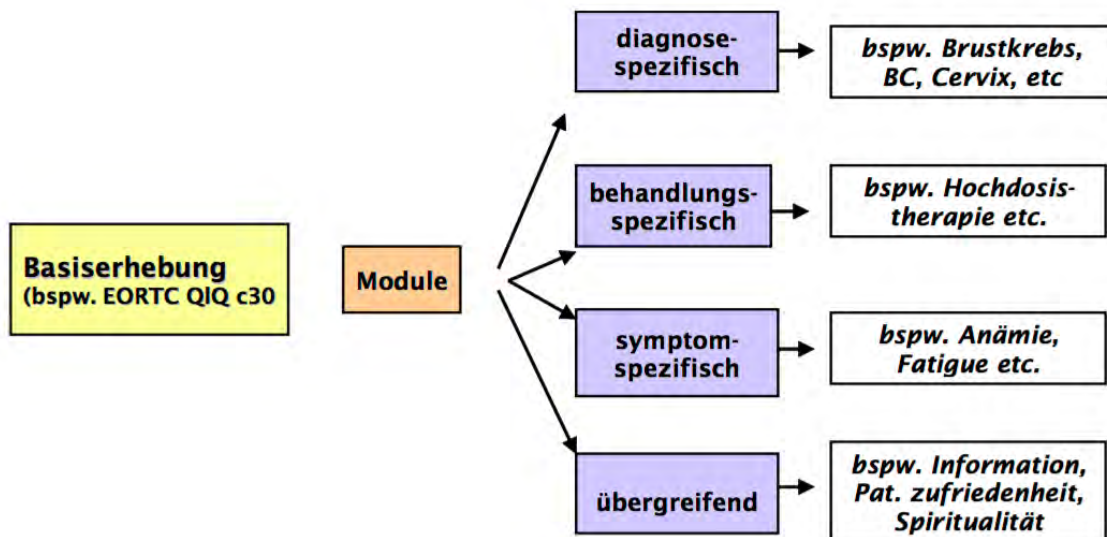 Basiserhebung
(bspw. EORTC QlQ c30
Module
diagnose-
spezifisch
bspw. Brustkrebs,
BC, Cervix, etc
behandlungs-
spezifisch
bspw. Hochdosis-
therapie etc.
symptom-
spezifisch
bspw. Anämie,
Fatigue etc.
übergreifend
bspw. Information,
Pat. zufriedenheit,
Spiritualität